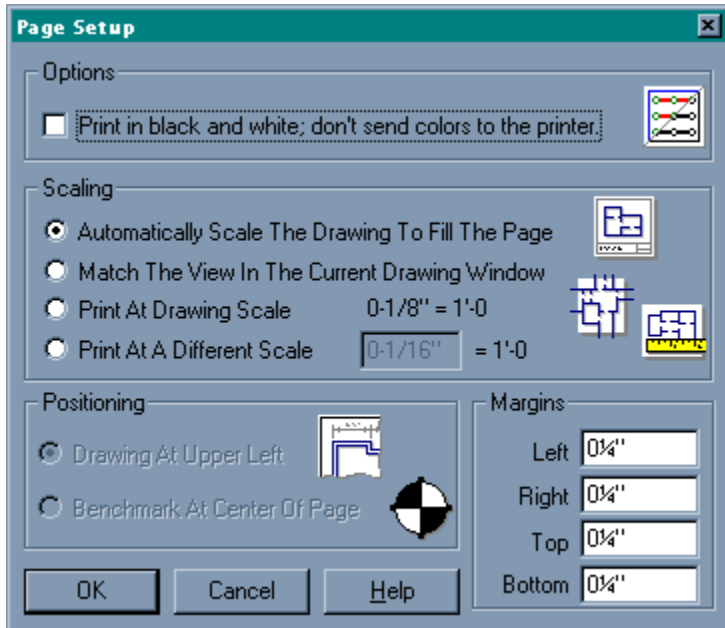 Page Setup
Options
Print in black and white; don't send colors to the printer.
Scaling
Automatically Scale The Drawing To Fill The Page
Match The View In The Current Drawing Window
Print At Drawing Scale 0-1/8" = 1'-0
Print At A Different Scale 0-1/16" = 1'-0
Positioning
Drawing At Upper Left
Benchmark At Center Of Page
Margins
Left 0¼"
Right 0¼"
Top 0¼"
Bottom 0¼"
OK Cancel Help